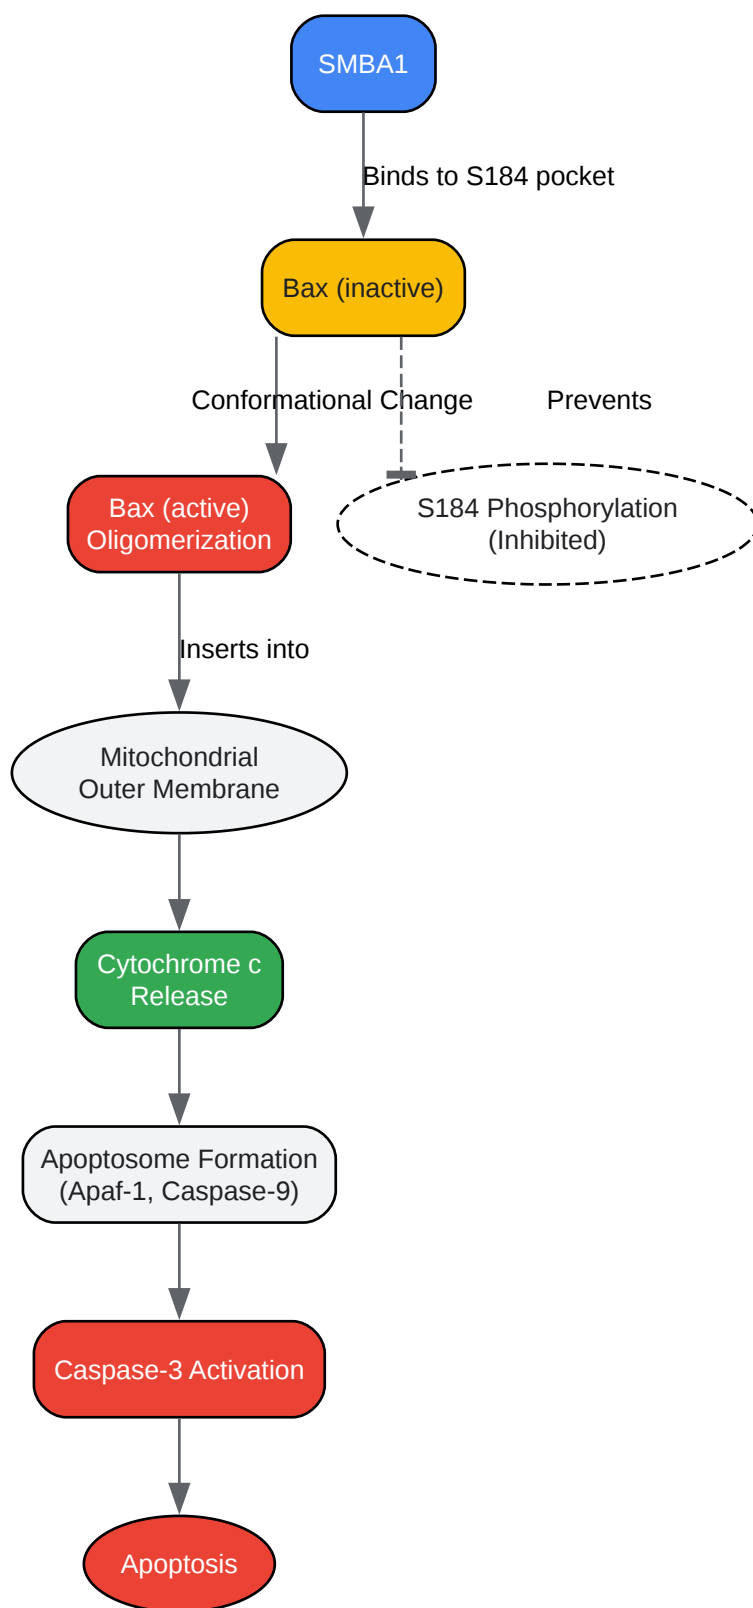 SMBA1
Binds to S184 pocket
Bax (inactive)
Conformational Change
Prevents
Bax (active)
Oligomerization
S184 Phosphorylation
(Inhibited)
Inserts into
Mitochondrial
Outer Membrane
Cytochrome c
Release
Apoptosome Formation
(Apaf-1, Caspase-9)
Caspase-3 Activation
Apoptosis